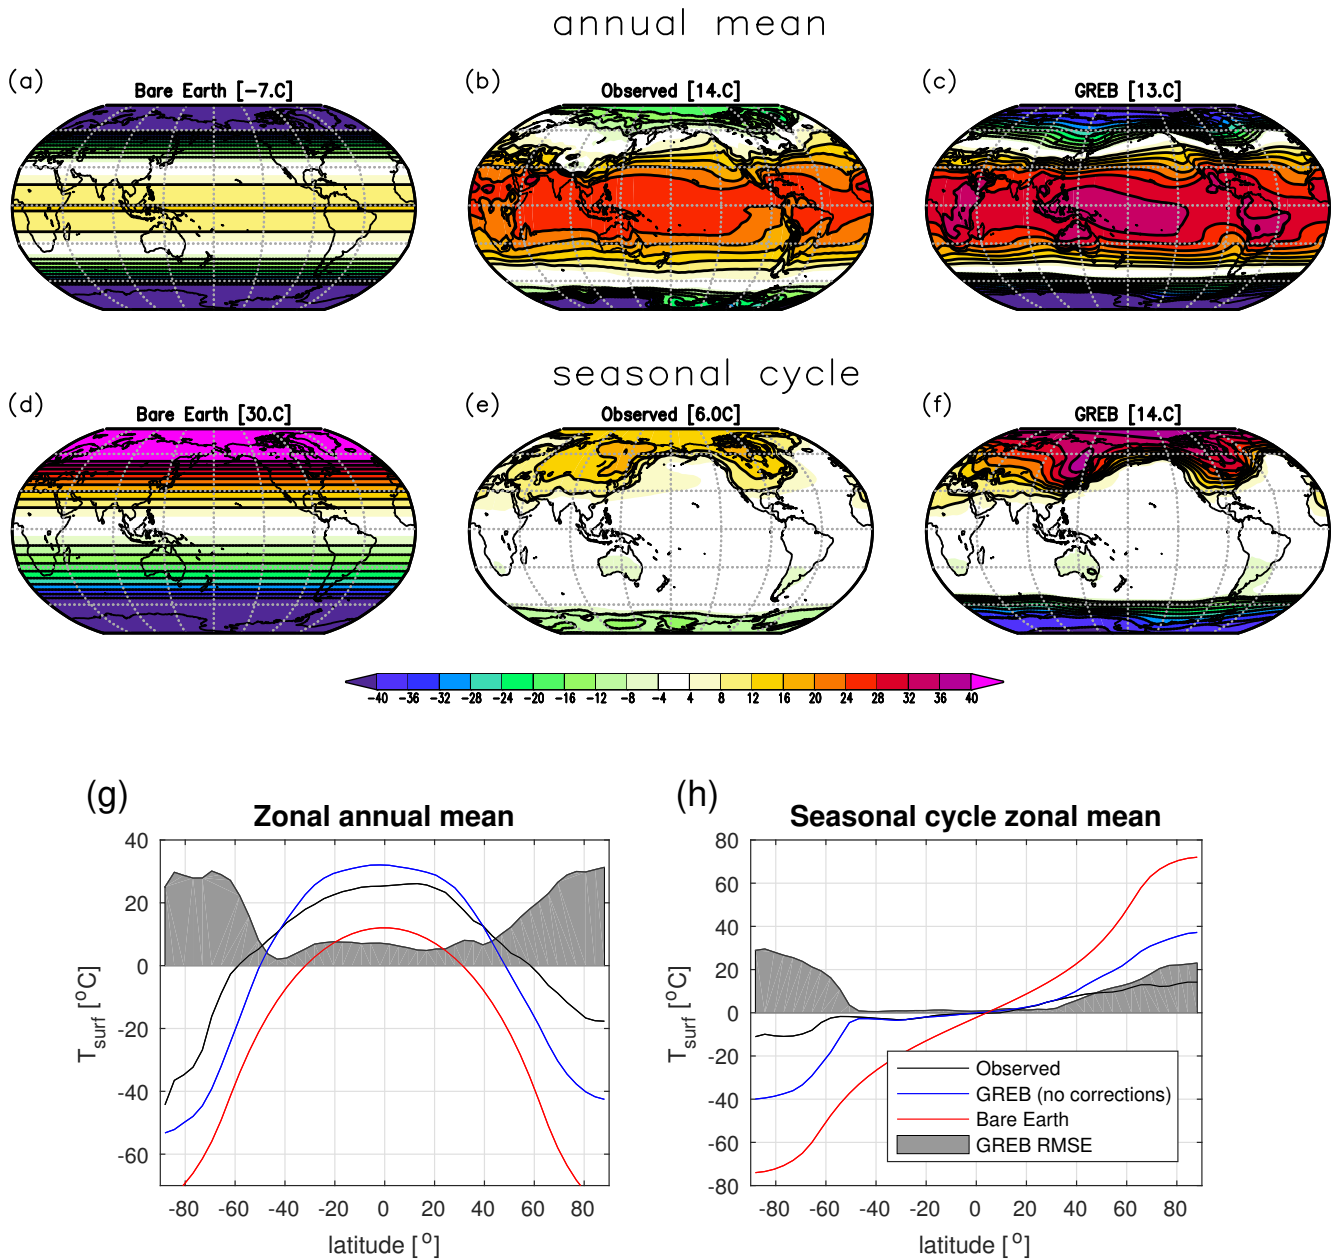 annual mean
(a)
Bare Earth [-7.C]
(b)
Observed [14.C]
(c)
GREB [13.C]
seasonal cycle
(d)
Bare Earth [30.C]
(e)
Observed [6.0C]
(f)
GREB [14.C]
-40 -36 -32 -28 -24 -20 -16 -12 -8 -4 4 8 12 16 20 24 28 32 36 40
(g)
Zonal annual mean
40
20
0
-20
-40
-60
T_surf [°C]
-80 -60 -40 -20 0 20 40 60 80
latitude [°]
(h)
Seasonal cycle zonal mean
80
60
40
20
0
-20
-40
-60
-80
T_surf [°C]
Observed
GREB (no corrections)
Bare Earth
GREB RMSE
-80 -60 -40 -20 0 20 40 60 80
latitude [°]